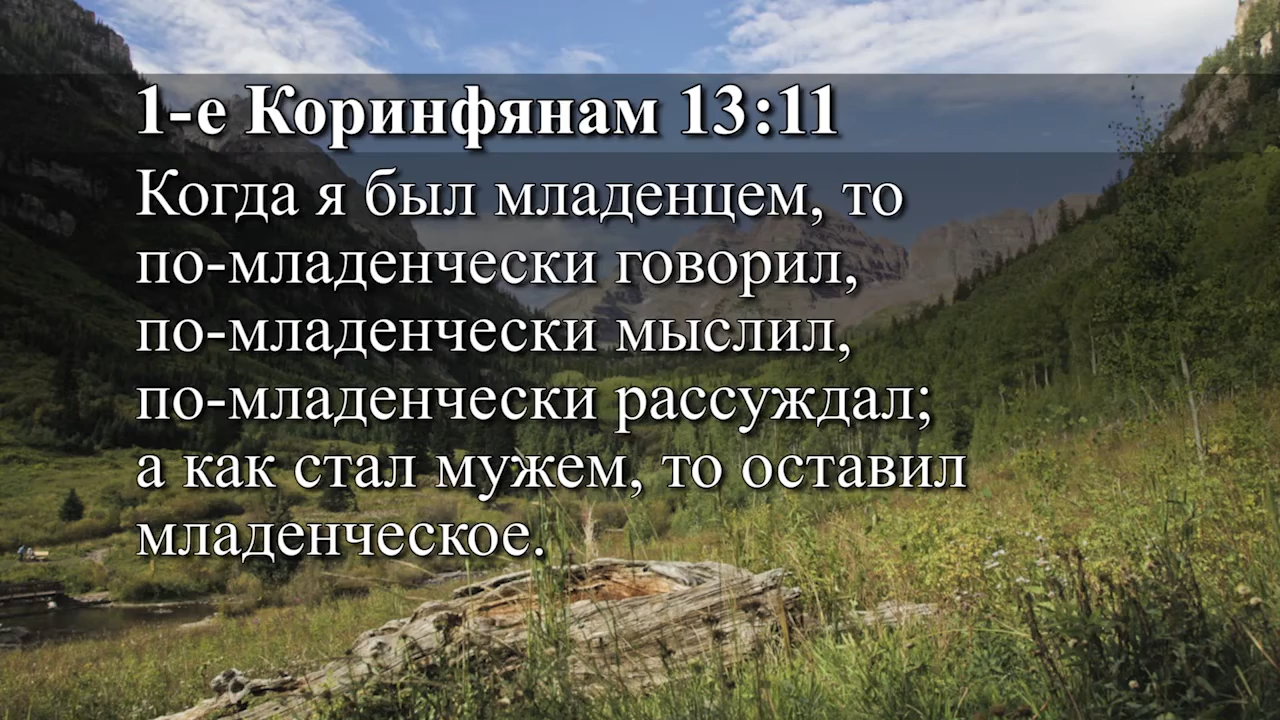 1-е Коринфянам 13:11
Когда я был младенцем, то
по-младенчески говорил,
по-младенчески мыслил,
по-младенчески рассуждал;
а как стал мужем, то оставил
младенческое.